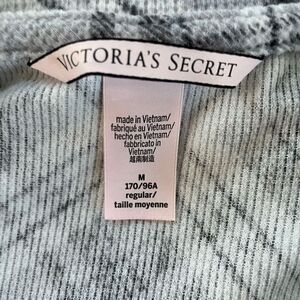 VICTORIA'S SECRET
made in Vietnam/
fabriqué au Vietnam/
hecho en Vietnam/
fabbricato in
Vietnam/
越南制造
M
170/96A
regular/
taille moyenne